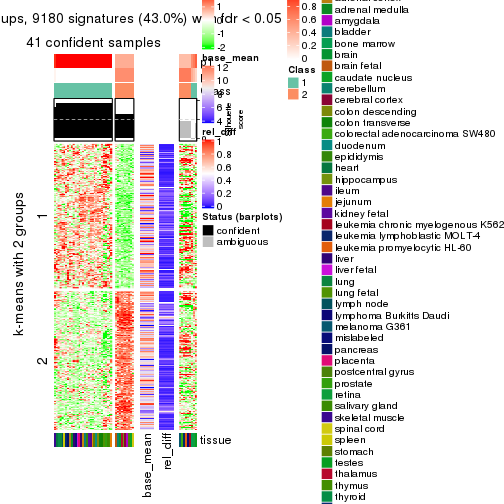 ups, 9180 signatures (43.0%) w th fdr < 0.05
41 confident samples
1
0
-1
-2
base_mean
12
10
8
6
4
rel_diff
1
0.8
0.6
0.4
0.2
0
Status (barplots)
confident
ambiguous
0.8
0.6
0.4
0.2
0
Class
1
2
silhouette
score
k-means with 2 groups
1
2
tissue
base_mean
rel_diff
adrenal medulla
amygdala
bladder
bone marrow
brain
brain fetal
caudate nucleus
cerebellum
cerebral cortex
colon descending
colon transverse
colorectal adenocarcinoma SW480
duodenum
epididymis
heart
hippocampus
ileum
jejunum
kidney fetal
leukemia chronic myelogenous K562
leukemia lymphoblastic MOLT-4
leukemia promyelocytic HL-60
liver
liver fetal
lung
lung fetal
lymph node
lymphoma Burkitts Daudi
melanoma G361
mislabeled
pancreas
placenta
postcentral gyrus
prostate
retina
salivary gland
skeletal muscle
spinal cord
spleen
stomach
testes
thalamus
thymus
thyroid